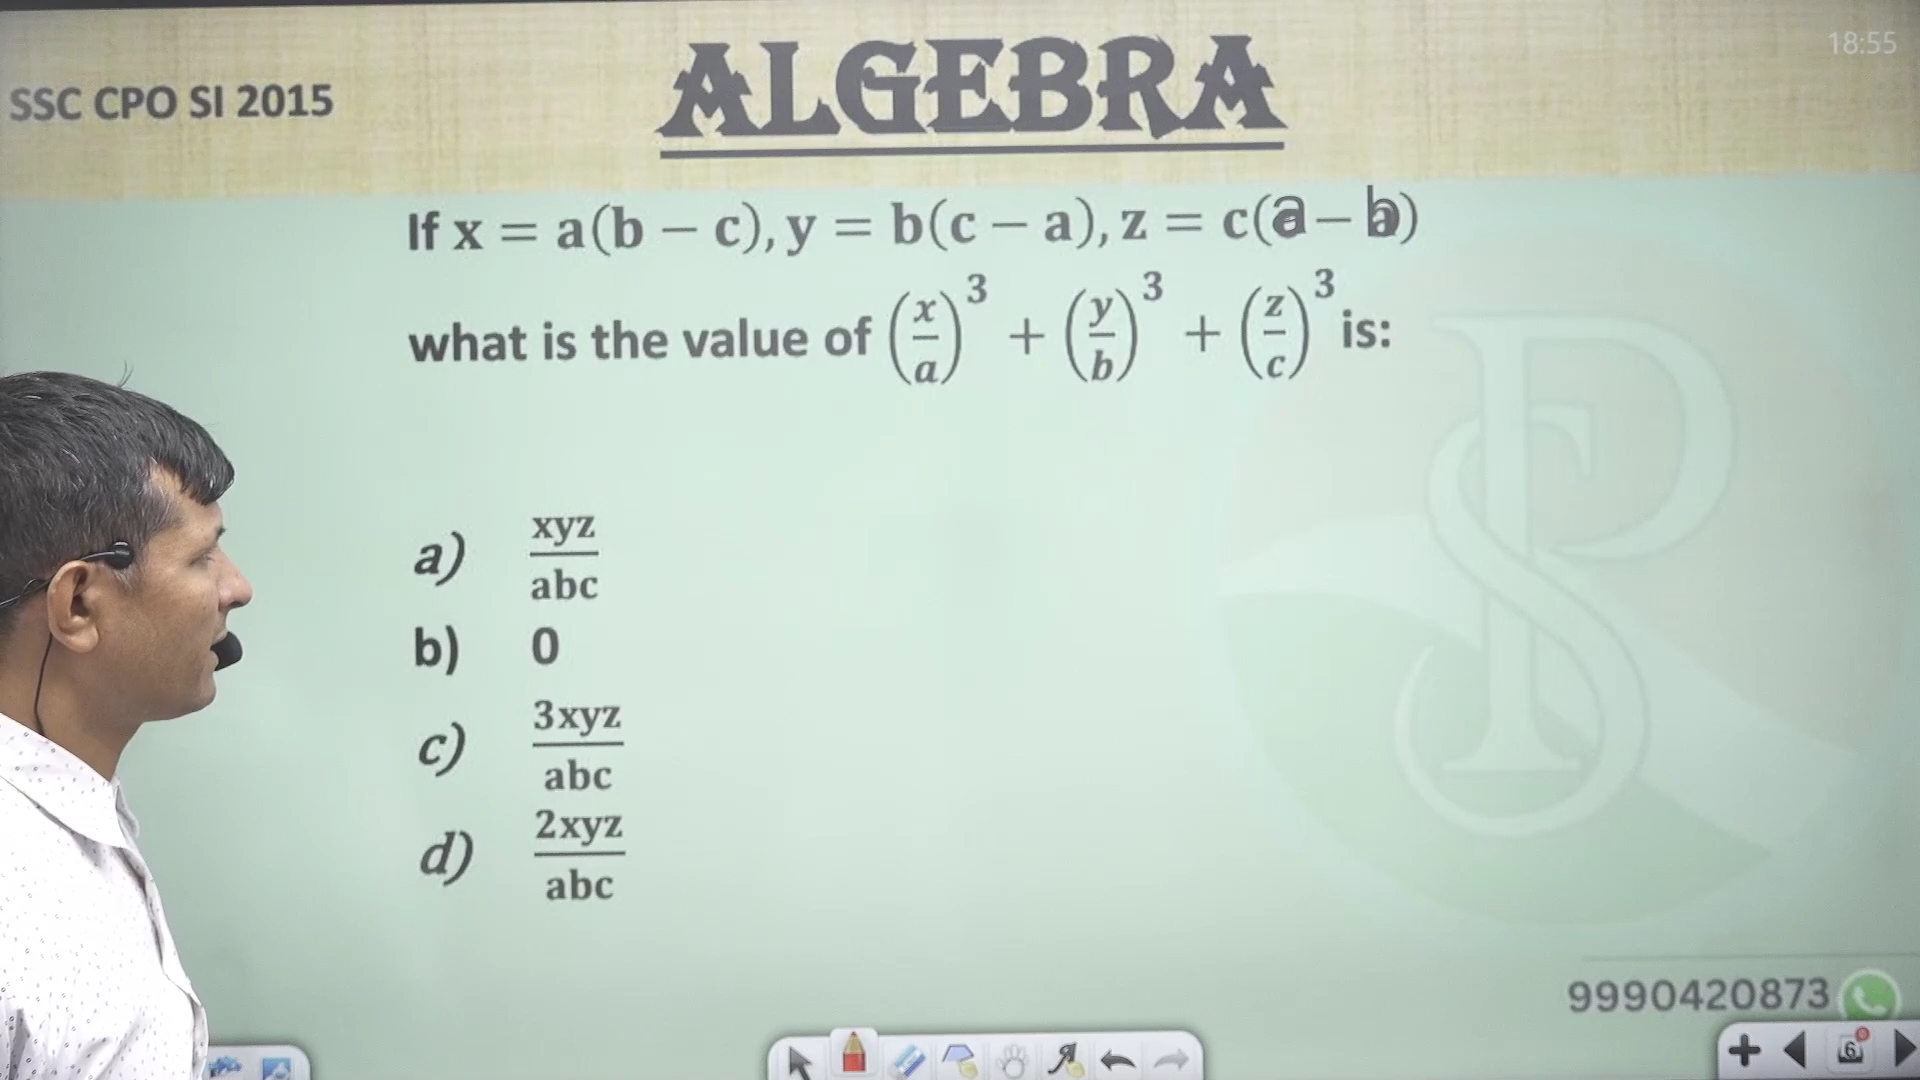 18:55
ALGEBRA
SSC CPO SI 2015
If x = a(b − c), y = b(c − a), z = c(a − b)
what is the value of (x/a)³ + (y/b)³ + (z/c)³ is:
a) xyz/abc
b) 0
c) 3xyz/abc
d) 2xyz/abc
9990420873
6